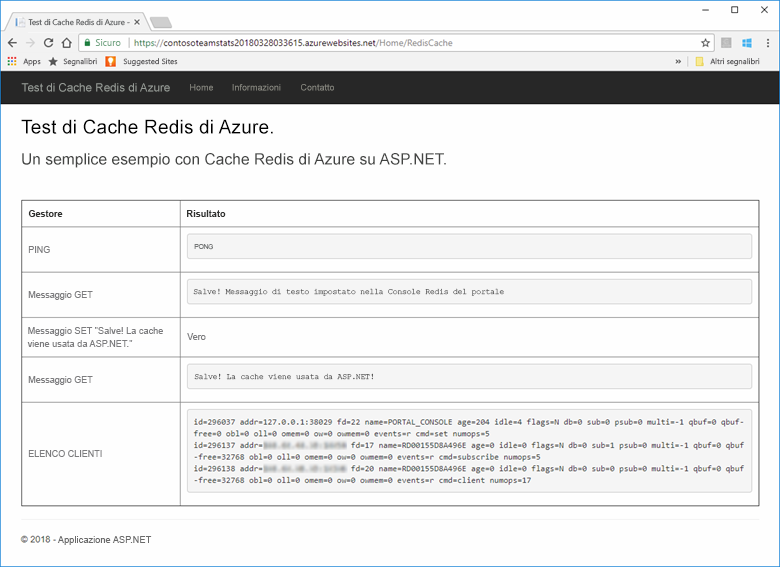 Test di Cache Redis di Azure -
Sicuro
https://contosoteamstats20180328033615.azurewebsites.net/Home/RedisCache
Apps
Segnalibri
Suggested Sites
»
Altri segnalibri
Test di Cache Redis di Azure
Home
Informazioni
Contatto
Test di Cache Redis di Azure.
Un semplice esempio con Cache Redis di Azure su ASP.NET.
Gestore
Risultato
PING
PONG
Messaggio GET
Salve! Messaggio di testo impostato nella Console Redis del portale
Messaggio SET "Salve! La cache
viene usata da ASP.NET."
Vero
Messaggio GET
Salve! La cache viene usata da ASP.NET!
ELENCO CLIENTI
id=296037 addr=127.0.0.1:38029 fd=22 name=PORTAL_CONSOLE age=204 idle=4 flags=N db=0 sub=0 psub=0 multi=-1 qbuf=0 qbuf-
free=0 obl=0 oll=0 omem=0 ow=0 owmem=0 events=r cmd=set numops=5
id=296137 addr= fd=17 name=RD00155D8A496E age=0 idle=0 flags=N db=0 sub=1 psub=0 multi=-1 qbuf=0 qbuf
-free=32768 obl=0 oll=0 omem=0 ow=0 owmem=0 events=r cmd=subscribe numops=5
id=296138 addr= fd=20 name=RD00155D8A496E age=0 idle=0 flags=N db=0 sub=0 psub=0 multi=-1 qbuf=0 qbuf
-free=32768 obl=0 oll=0 omem=0 ow=0 owmem=0 events=r cmd=client numops=17
© 2018 - Applicazione ASP.NET